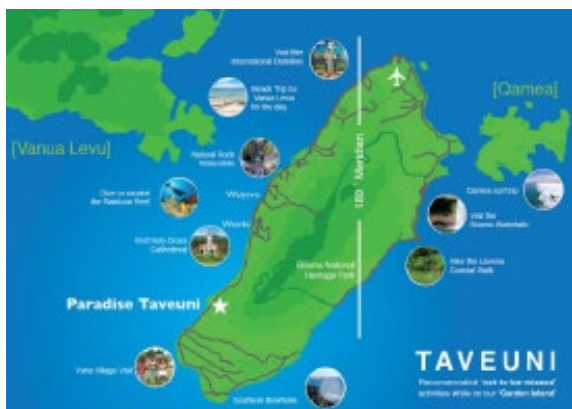 Visit the
International Dateline
Beach Trip to
Vanua Levu
for the day
[Qamea]
[Vanua Levu]
Natural Rock
Waterslide
180° Meridian
Qamea surf trip
Dive or snorkel
the Rainbow Reef
Waiyevo
Visit the
Bouma Waterfalls
Wairiki
Visit Holy Cross
Cathedral
Hike the Lavena
Coastal Walk
Bouma National
Heritage Park
Paradise Taveuni
Vuna Village Visit
Southern Blowhole
TAVEUNI
Recommended 'not to be missed'
activities while on our 'Garden Island'